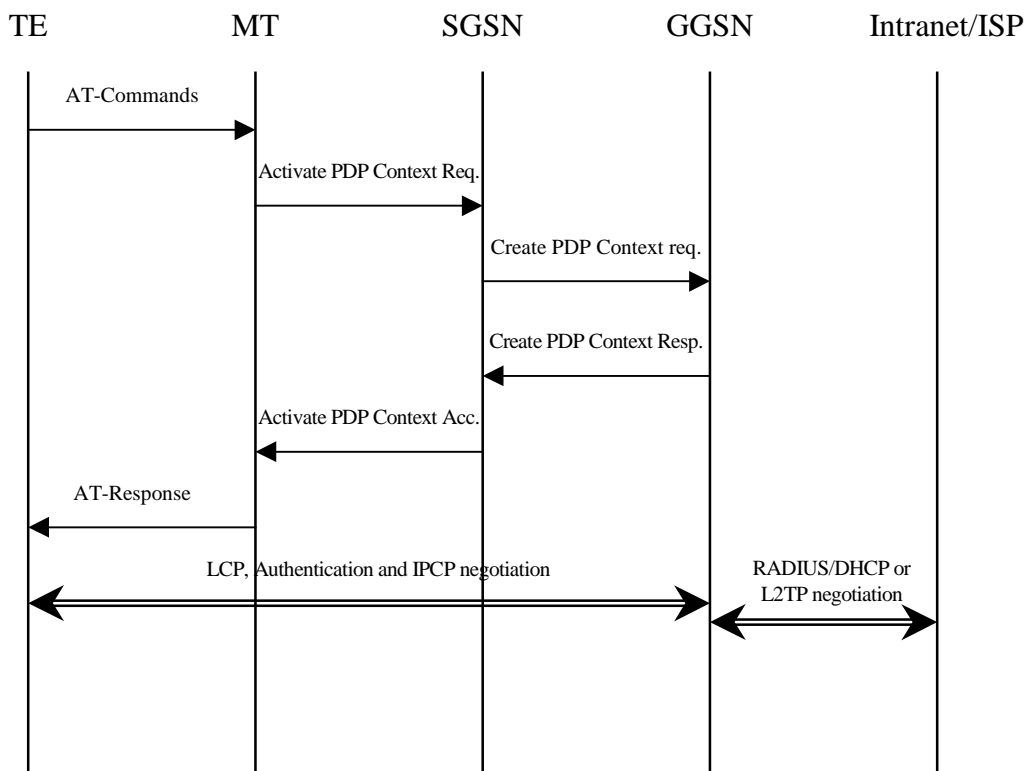 TE
MT
SGSN
GGSN
Intranet/ISP
AT-Commands
Activate PDP Context Req.
Create PDP Context req.
Create PDP Context Resp.
Activate PDP Context Acc.
AT-Response
LCP, Authentication and IPCP negotiation
RADIUS/DHCP or
L2TP negotiation